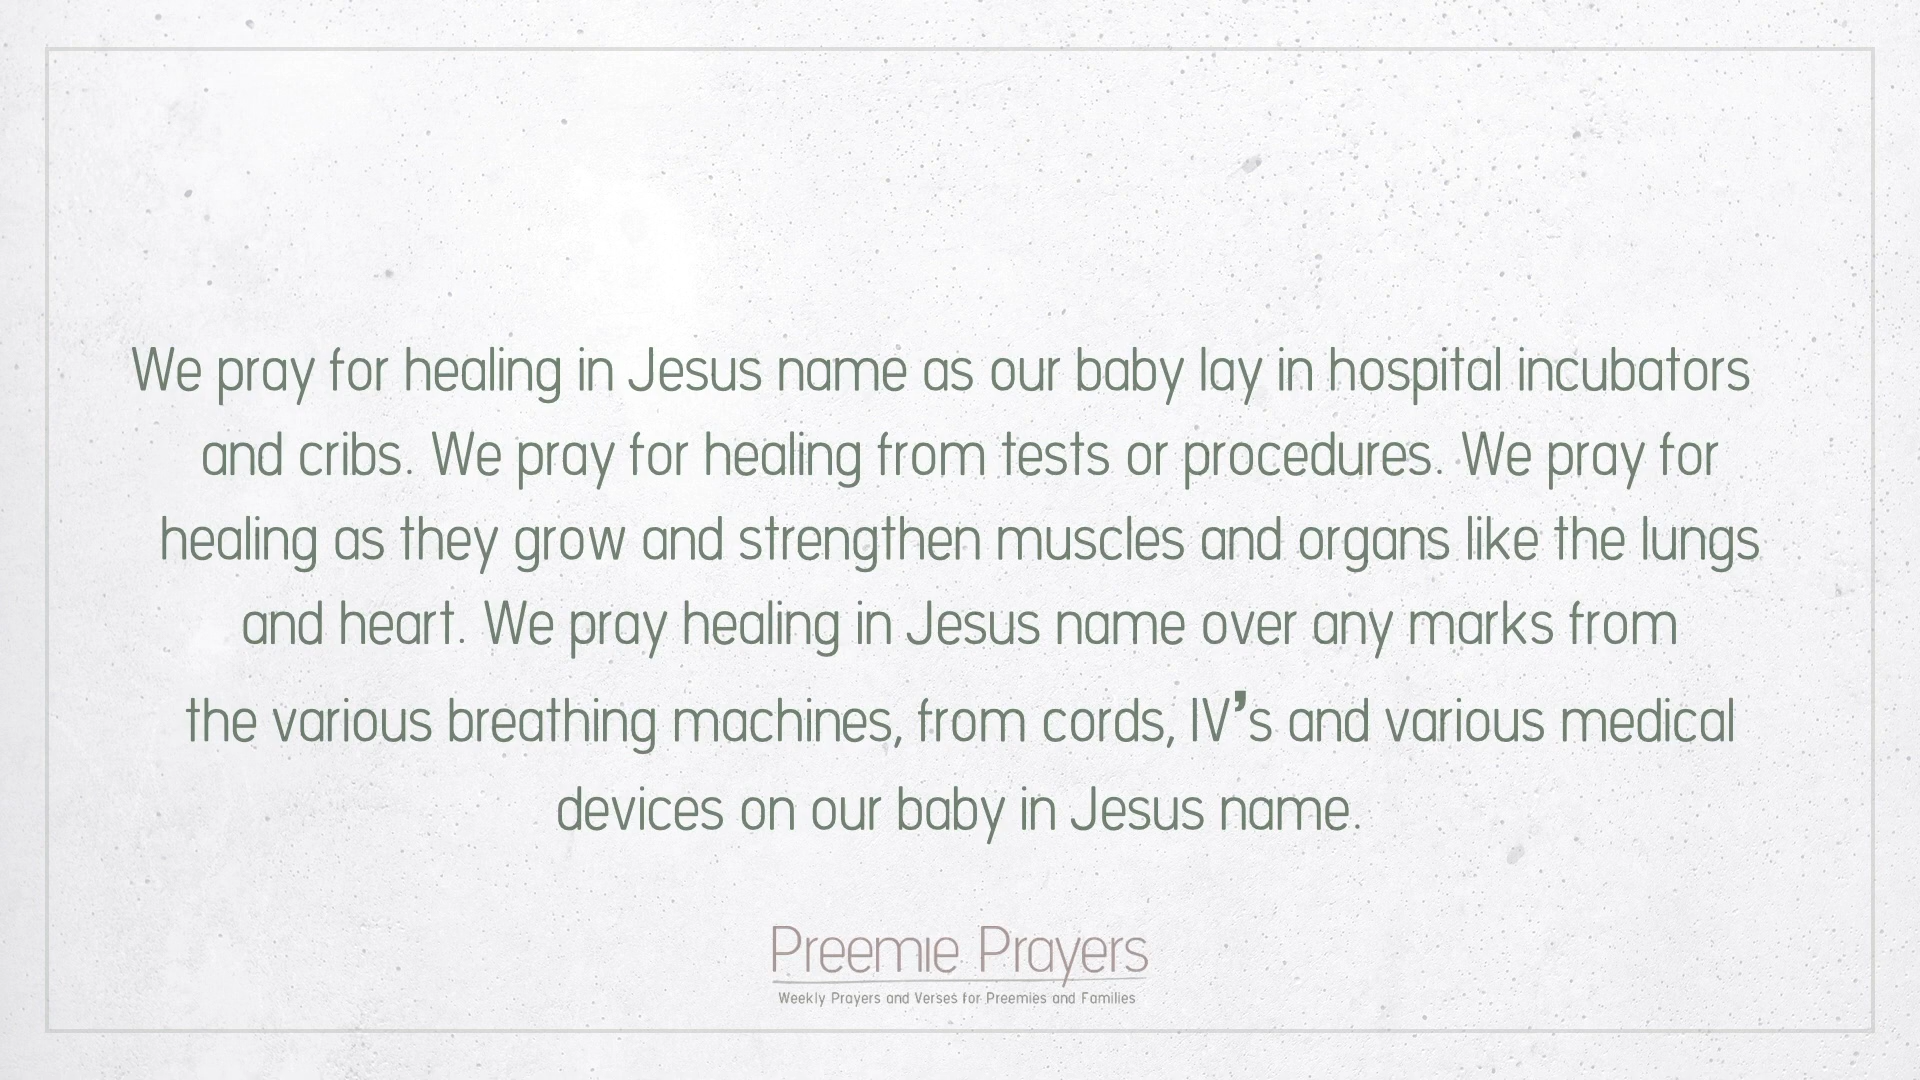 We pray for healing in Jesus name as our baby lay in hospital incubators
and cribs. We pray for healing from tests or procedures. We pray for
healing as they grow and strengthen muscles and organs like the lungs
and heart. We pray healing in Jesus name over any marks from
the various breathing machines, from cords, IV’s and various medical
devices on our baby in Jesus name.
Preemie Prayers
Weekly Prayers and Verses for Preemies and Families